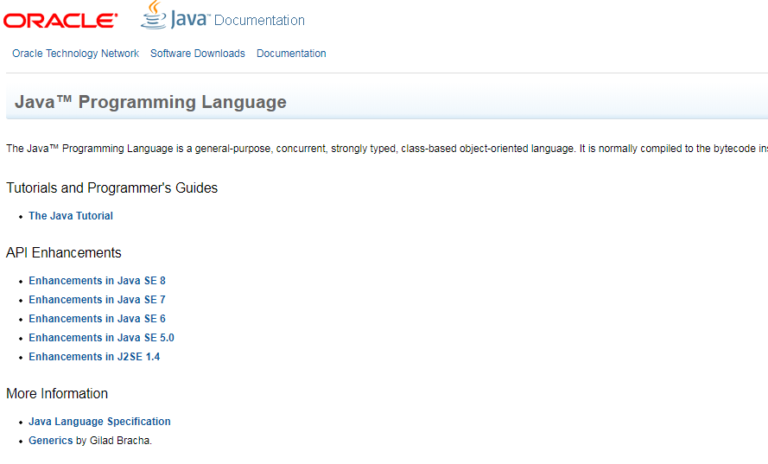 ORACLE Java™ Documentation
Oracle Technology Network Software Downloads Documentation
Java™ Programming Language
The Java™ Programming Language is a general-purpose, concurrent, strongly typed, class-based object-oriented language. It is normally compiled to the bytecode
Tutorials and Programmer's Guides
• The Java Tutorial
API Enhancements
• Enhancements in Java SE 8
• Enhancements in Java SE 7
• Enhancements in Java SE 6
• Enhancements in Java SE 5.0
• Enhancements in J2SE 1.4
More Information
• Java Language Specification
• Generics by Gilad Bracha.